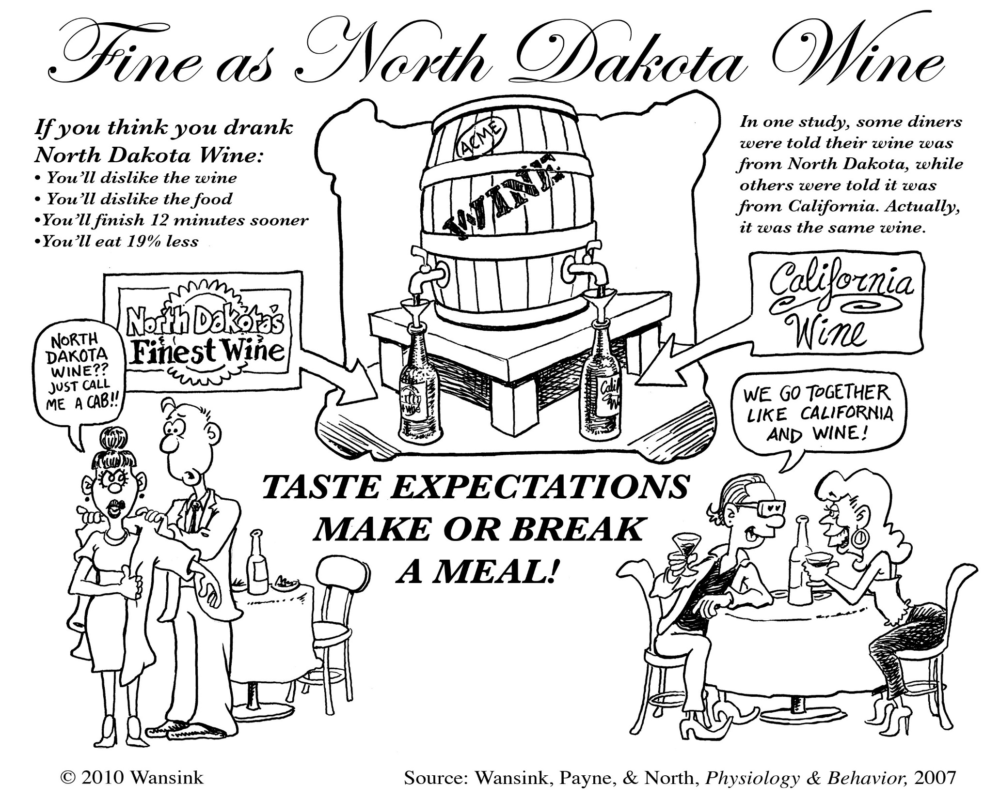 Fine as North Dakota Wine
If you think you drank
North Dakota Wine:
• You'll dislike the wine
• You'll dislike the food
•You'll finish 12 minutes sooner
•You'll eat 19% less
ACME
WINE
In one study, some diners
were told their wine was
from North Dakota, while
others were told it was
from California. Actually,
it was the same wine.
North Dakota's
Finest Wine
California
Wine
NORTH
DAKOTA
WINE??
JUST CALL
ME A CAB!!
Calif
W
WE GO TOGETHER
LIKE CALIFORNIA
AND WINE!
TASTE EXPECTATIONS
MAKE OR BREAK
A MEAL!
K
© 2010 Wansink
Source: Wansink, Payne, & North, Physiology & Behavior, 2007